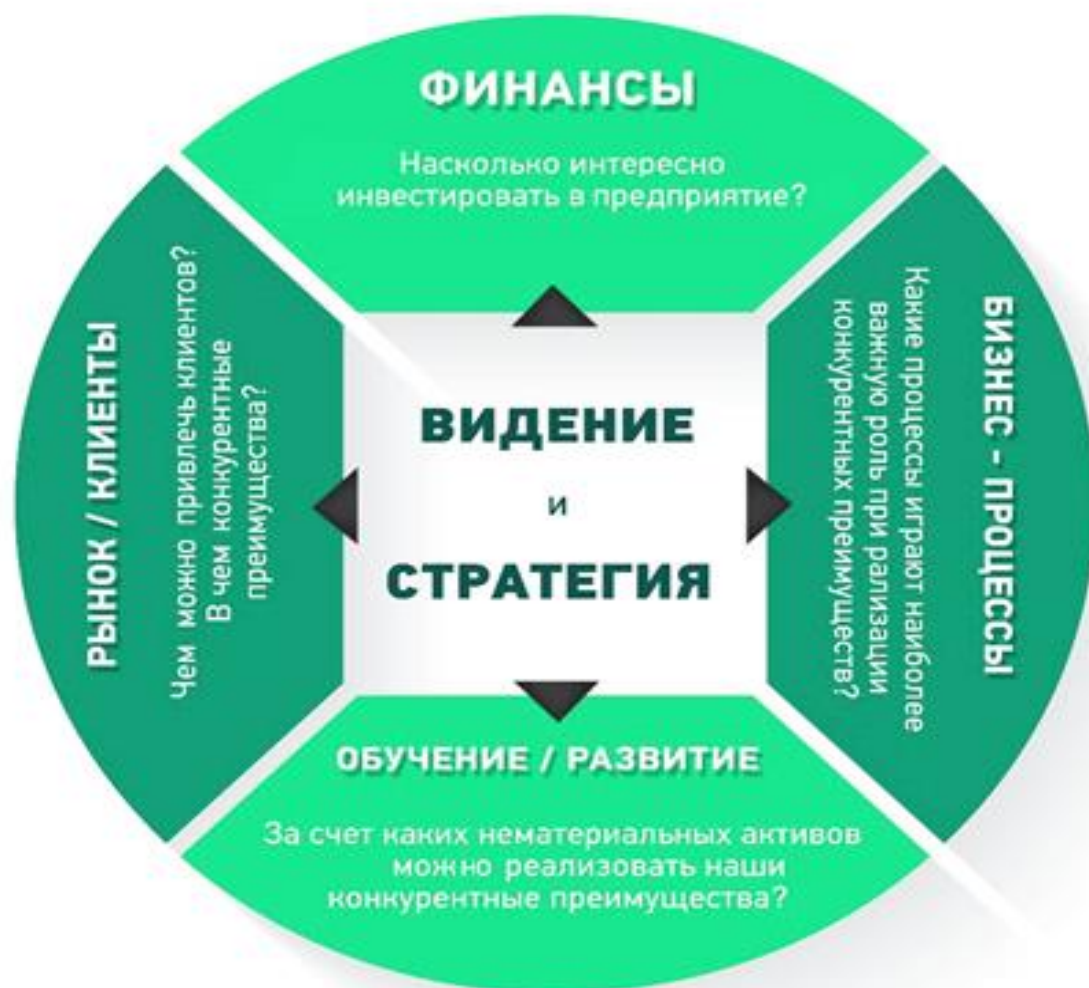 ФИНАНСЫ
Насколько интересно
инвестировать в предприятие?
РЫНОК / КЛИЕНТЫ
Чем можно привлечь клиентов?
В чем конкурентные
преимущества?
ВИДЕНИЕ
и
СТРАТЕГИЯ
БИЗНЕС - ПРОЦЕССЫ
Какие процессы играют наиболее
важную роль при рализации
конкурентных преимуществ?
ОБУЧЕНИЕ / РАЗВИТИЕ
За счет каких нематериальных активов
можно реализовать наши
конкурентные преимущества?